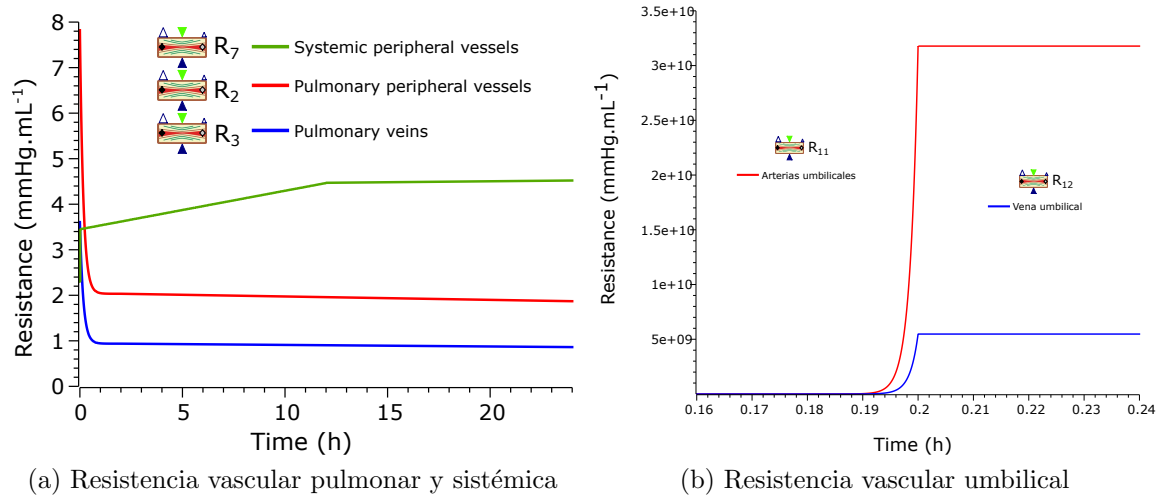 8
7
6
5
4
3
2
1
0
Resistance (mmHg.mL⁻¹)
R₇ Systemic peripheral vessels
R₂ Pulmonary peripheral vessels
R₃ Pulmonary veins
0 5 10 15 20
Time (h)
(a) Resistencia vascular pulmonar y sistémica
3.5e+10
3e+10
2.5e+10
2e+10
1.5e+10
1e+10
5e+09
Resistance (mmHg.mL⁻¹)
R₁₁
Arterias umbilicales
R₁₂
Vena umbilical
0.16 0.17 0.18 0.19 0.2 0.21 0.22 0.23 0.24
Time (h)
(b) Resistencia vascular umbilical